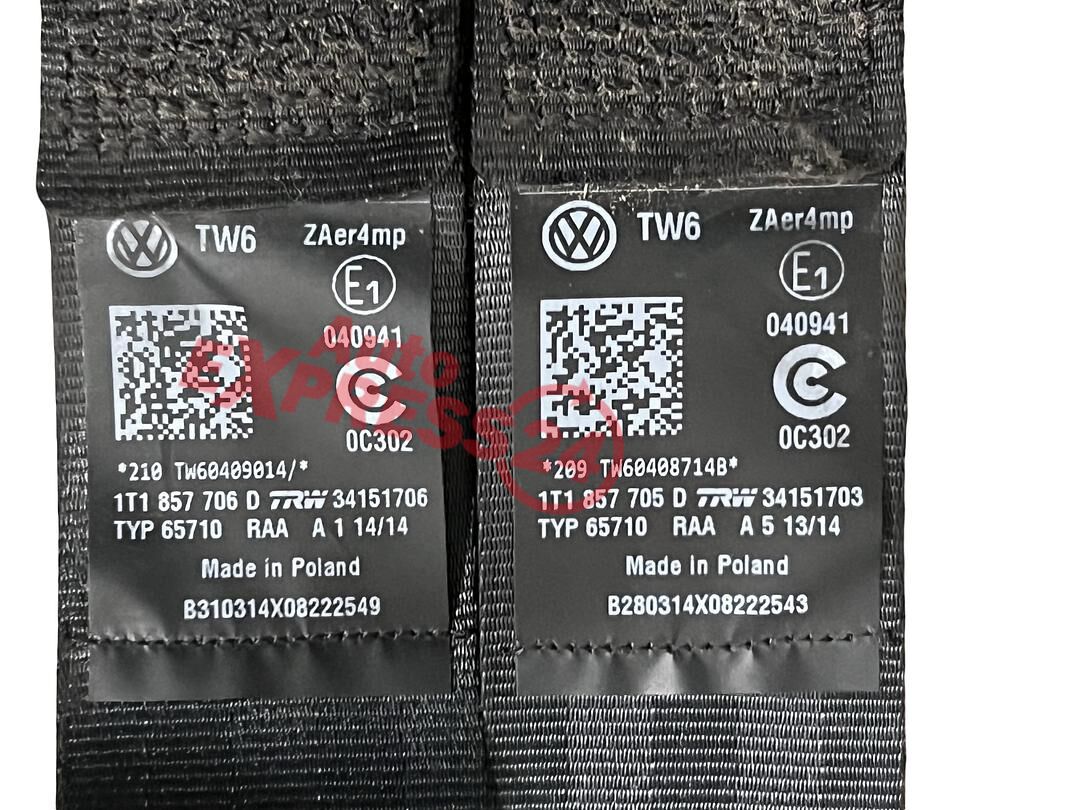 TW6 ZAer4mp
E1
040941
0C302
*210 TW60409014/*
1T1 857 706 D TRW 34151706
TYP 65710 RAA A 1 14/14
Made in Poland
B310314X08222549
TW6 ZAer4mp
E1
040941
0C302
*209 TW60408714B*
1T1 857 705 D TRW 34151703
TYP 65710 RAA A 5 13/14
Made in Poland
B280314X08222543
Auto
EXPRESS24